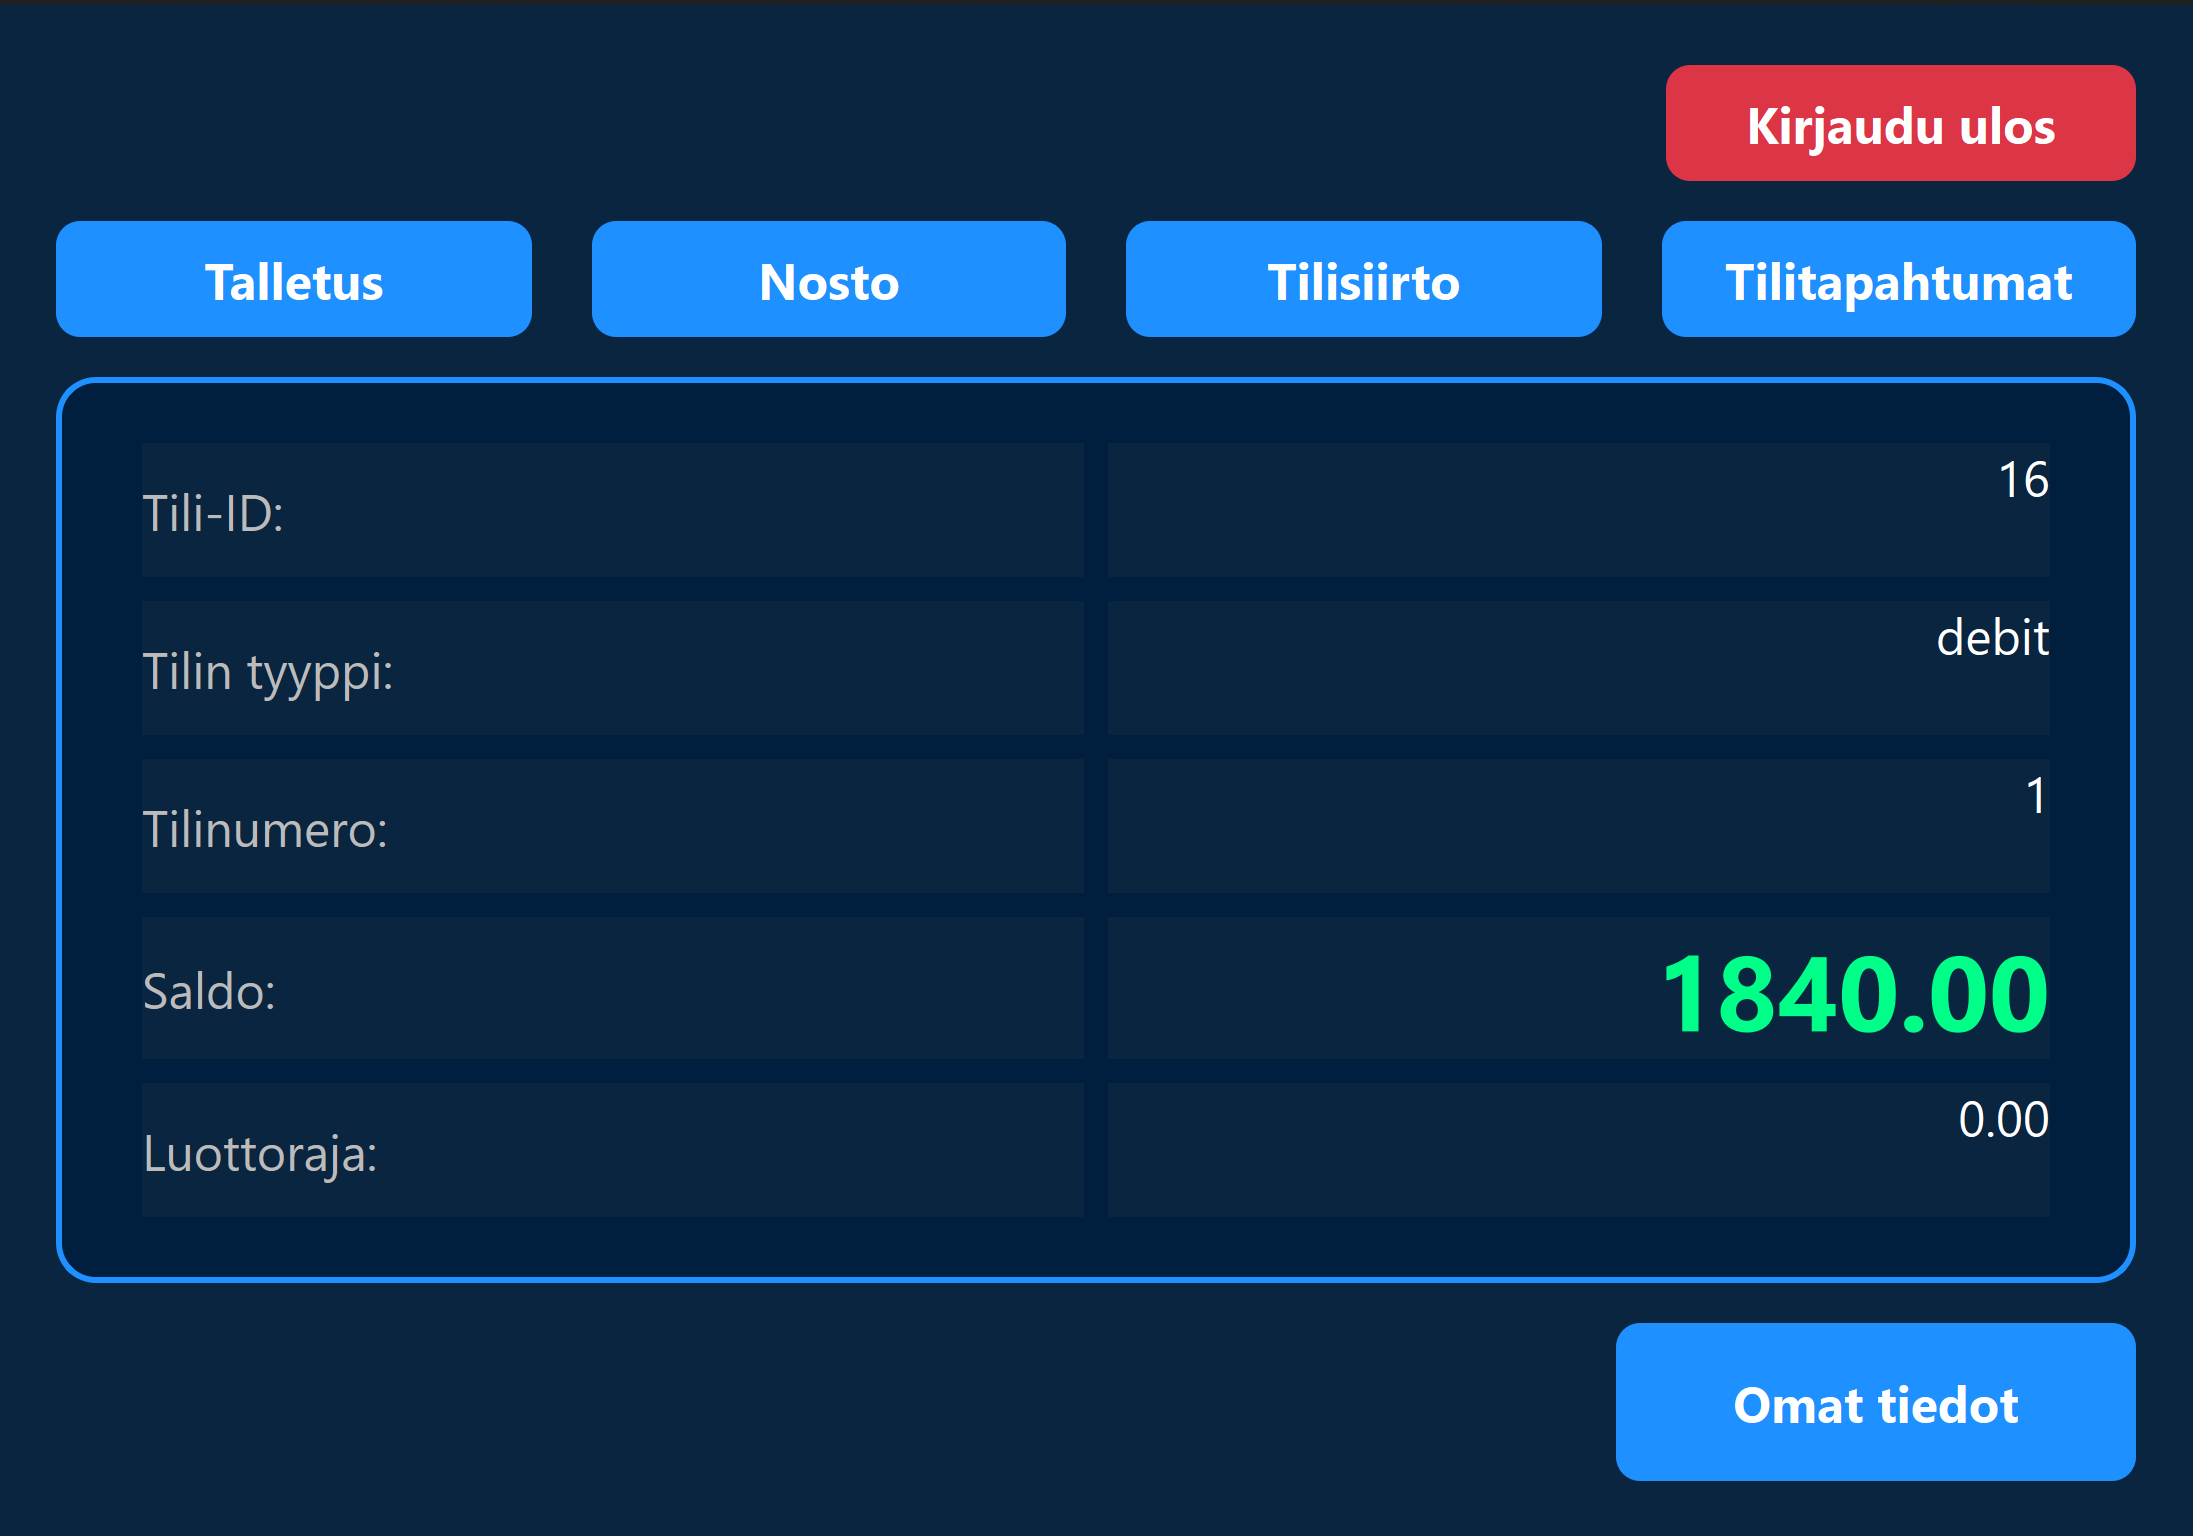 Kirjaudu ulos
Talletus Nosto Tilisiirto Tilitapahtumat
Tili-ID: 16
Tilin tyyppi: debit
Tilinumero: 1
Saldo: 1840.00
Luottoraja: 0.00
Omat tiedot